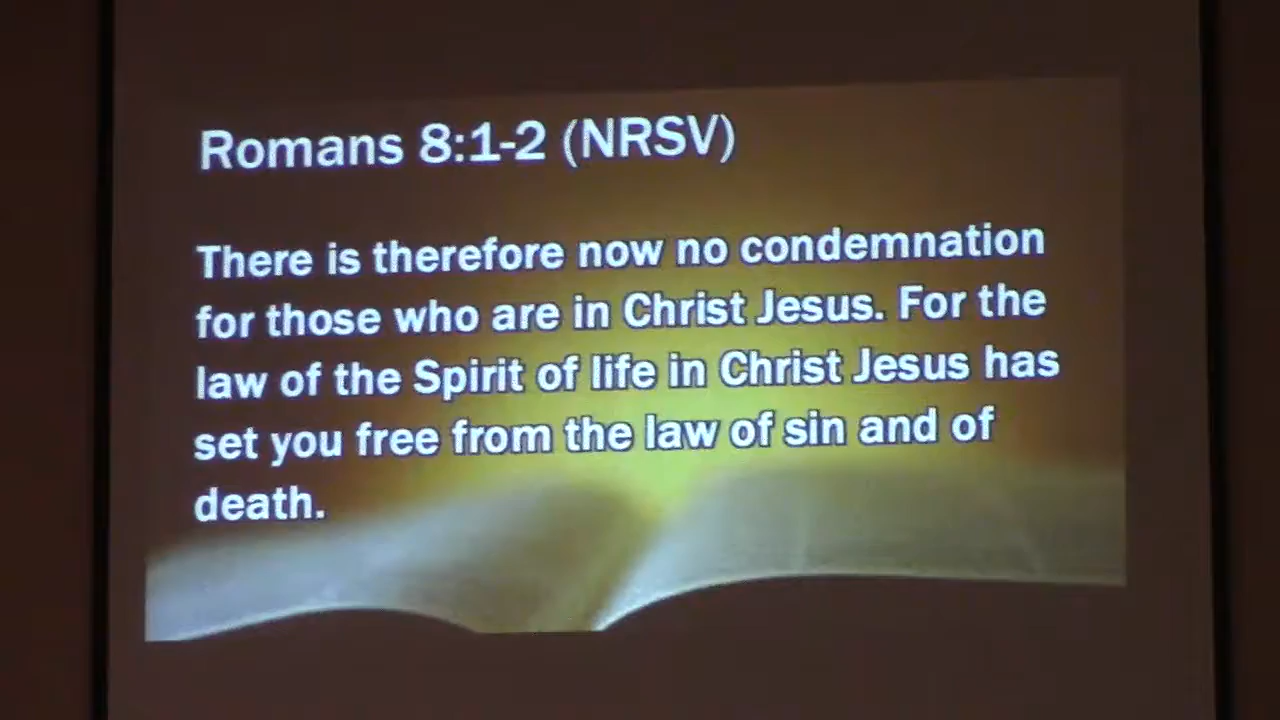 Romans 8:1-2 (NRSV)
There is therefore now no condemnation
for those who are in Christ Jesus. For the
law of the Spirit of life in Christ Jesus has
set you free from the law of sin and of
death.